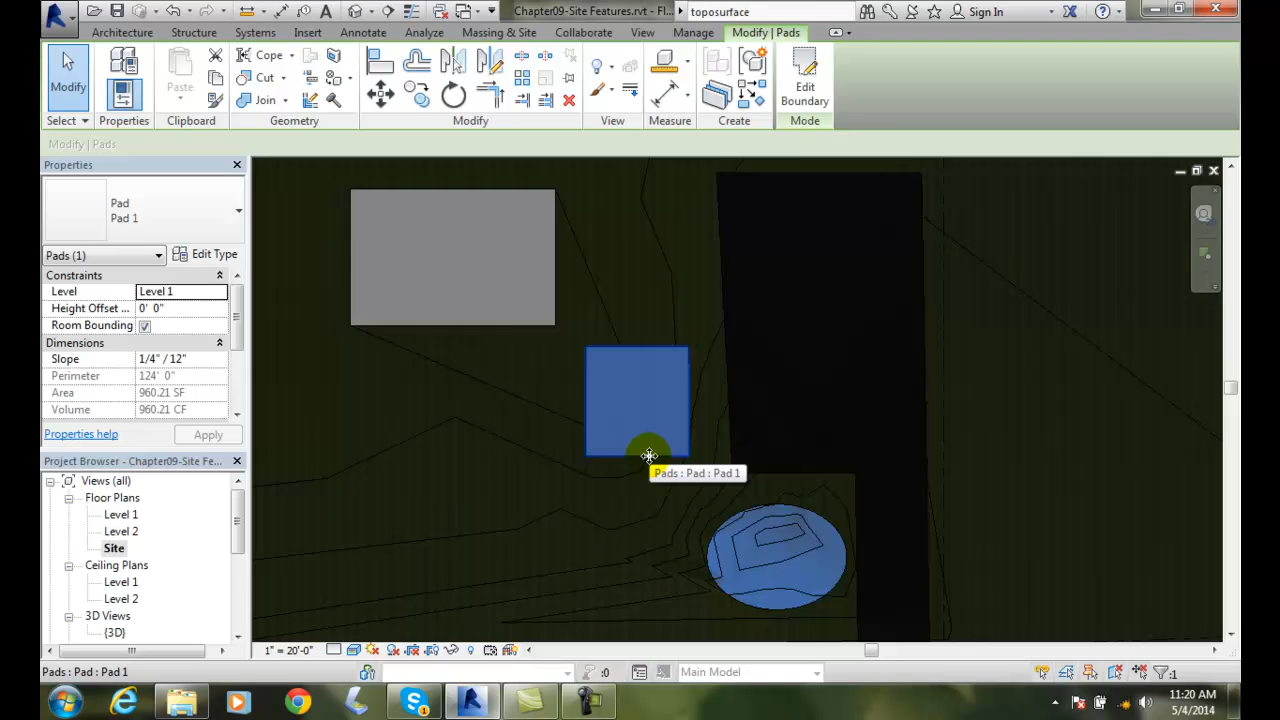 Chapter09-Site Features.rvt - Fl...
toposurface
Sign In
Architecture Structure Systems Insert Annotate Analyze Massing & Site Collaborate View Manage Modify | Pads
Modify
Properties
Paste
Cope
Cut
Join
Edit
Boundary
Select Properties Clipboard Geometry Modify View Measure Create Mode
Modify | Pads
Properties
Pad
Pad 1
Pads (1)
Edit Type
Constraints
Level Level 1
Height Offset ... 0' 0"
Room Bounding
Dimensions
Slope 1/4" / 12"
Perimeter 124' 0"
Area 960.21 SF
Volume 960.21 CF
Properties help
Apply
Project Browser - Chapter09-Site Fe...
Views (all)
Floor Plans
Level 1
Level 2
Site
Ceiling Plans
Level 1
Level 2
3D Views
{3D}
Pads : Pad : Pad 1
1" = 20'-0"
Pads : Pad : Pad 1
:0
Main Model
:1
11:20 AM
5/4/2014